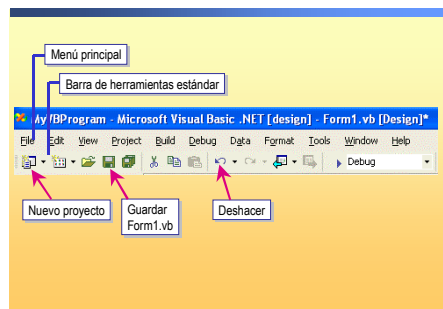 Menú principal
Barra de herramientas estándar
MyVBProgram - Microsoft Visual Basic .NET [design] - Form1.vb [Design]*
File Edit View Project Build Debug Data Format Tools Window Help
Debug
Nuevo proyecto
Guardar
Form1.vb
Deshacer